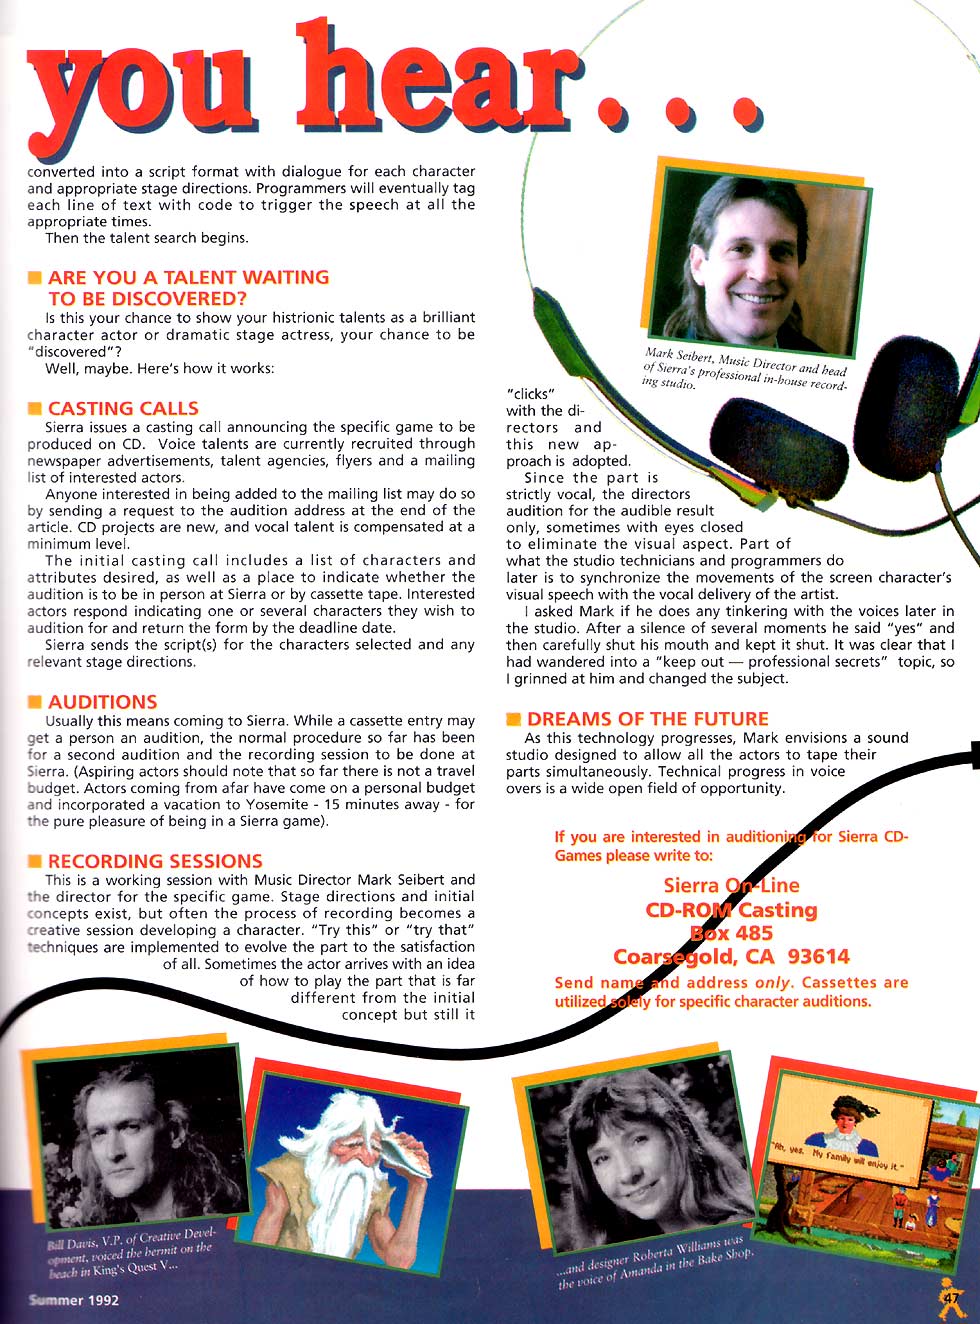 you hear...
converted into a script format with dialogue for each character
and appropriate stage directions. Programmers will eventually tag
each line of text with code to trigger the speech at all the
appropriate times.
Then the talent search begins.
ARE YOU A TALENT WAITING
TO BE DISCOVERED?
Is this your chance to show your histrionic talents as a brilliant
character actor or dramatic stage actress, your chance to be
"discovered"?
Well, maybe. Here's how it works:
CASTING CALLS
Sierra issues a casting call announcing the specific game to be
produced on CD. Voice talents are currently recruited through
newspaper advertisements, talent agencies, flyers and a mailing
list of interested actors.
Anyone interested in being added to the mailing list may do so
by sending a request to the audition address at the end of the
article. CD projects are new, and vocal talent is compensated at a
minimum level.
The initial casting call includes a list of characters and
attributes desired, as well as a place to indicate whether the
audition is to be in person at Sierra or by cassette tape. Interested
actors respond indicating one or several characters they wish to
audition for and return the form by the deadline date.
Sierra sends the script(s) for the characters selected and any
relevant stage directions.
AUDITIONS
Usually this means coming to Sierra. While a cassette entry may
get a person an audition, the normal procedure so far has been
for a second audition and the recording session to be done at
Sierra. (Aspiring actors should note that so far there is not a travel
budget. Actors coming from afar have come on a personal budget
and incorporated a vacation to Yosemite - 15 minutes away - for
the pure pleasure of being in a Sierra game).
RECORDING SESSIONS
This is a working session with Music Director Mark Seibert and
the director for the specific game. Stage directions and initial
concepts exist, but often the process of recording becomes a
creative session developing a character. "Try this" or "try that"
techniques are implemented to evolve the part to the satisfaction
of all. Sometimes the actor arrives with an idea
of how to play the part that is far
different from the initial
concept but still it
Mark Seibert, Music Director and head
of Sierra's professional in-house record-
ing studio.
"clicks"
with the di-
rectors and
this new ap-
proach is adopted.
Since the part is
strictly vocal, the directors
audition for the audible result
only, sometimes with eyes closed
to eliminate the visual aspect. Part of
what the studio technicians and programmers do
later is to synchronize the movements of the screen character's
visual speech with the vocal delivery of the artist.
I asked Mark if he does any tinkering with the voices later in
the studio. After a silence of several moments he said "yes" and
then carefully shut his mouth and kept it shut. It was clear that I
had wandered into a "keep out — professional secrets" topic, so
I grinned at him and changed the subject.
DREAMS OF THE FUTURE
As this technology progresses, Mark envisions a sound
studio designed to allow all the actors to tape their
parts simultaneously. Technical progress in voice
overs is a wide open field of opportunity.
If you are interested in auditioning for Sierra CD-
Games please write to:
Sierra On-Line
CD-ROM Casting
Box 485
Coarsegold, CA 93614
Send name and address only. Cassettes are
utilized solely for specific character auditions.
Bill Davis, V.P. of Creative Devel-
opment, voiced the hermit on the
beach in King's Quest V...
...and designer Roberta Williams was
the voice of Amanda in the Bake Shop.
"Ah, yes. My family will enjoy it."
Summer 1992
47